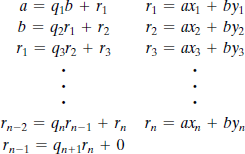 a = q₁b + r₁ r₁ = ax₁ + by₁
b = q₂r₁ + r₂ r₂ = ax₂ + by₂
r₁ = q₃r₂ + r₃ r₃ = ax₃ + by₃
. .
. .
. .
rₙ₋₂ = qₙrₙ₋₁ + rₙ rₙ = axₙ + byₙ
rₙ₋₁ = qₙ₊₁rₙ + 0